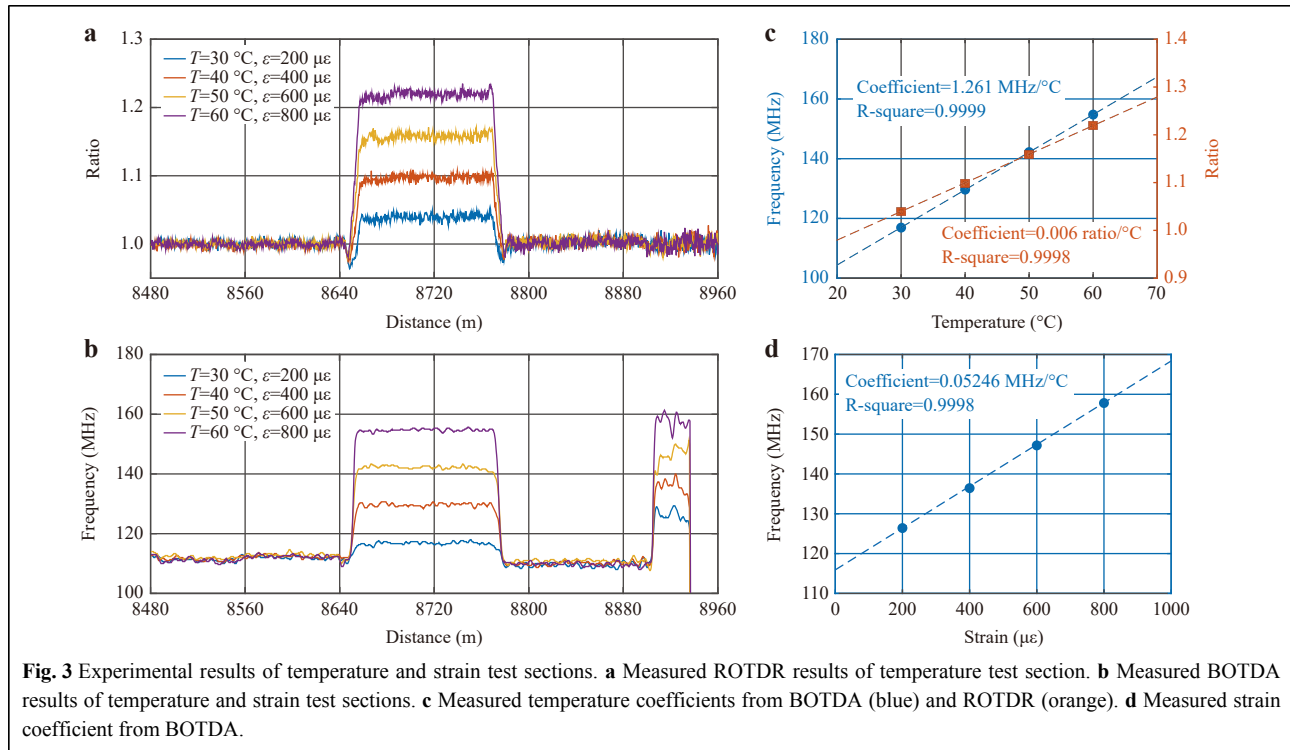 a
1.3
1.2
1.1
1.0
Ratio
T=30 °C, ε=200 με
T=40 °C, ε=400 με
T=50 °C, ε=600 με
T=60 °C, ε=800 με
8480 8560 8640 8720 8800 8880 8960
Distance (m)
c
180
160
140
120
100
Frequency (MHz)
Coefficient=1.261 MHz/°C
R-square=0.9999
Coefficient=0.006 ratio/°C
R-square=0.9998
1.4
1.3
1.2
1.1
1.0
0.9
Ratio
20 30 40 50 60 70
Temperature (°C)
b
180
160
140
120
100
Frequency (MHz)
T=30 °C, ε=200 με
T=40 °C, ε=400 με
T=50 °C, ε=600 με
T=60 °C, ε=800 με
8480 8560 8640 8720 8800 8880 8960
Distance (m)
d
170
160
150
140
130
120
110
Frequency (MHz)
Coefficient=0.05246 MHz/°C
R-square=0.9998
0 200 400 600 800 1000
Strain (με)
Fig. 3 Experimental results of temperature and strain test sections. a Measured ROTDR results of temperature test section. b Measured BOTDA
results of temperature and strain test sections. c Measured temperature coefficients from BOTDA (blue) and ROTDR (orange). d Measured strain
coefficient from BOTDA.